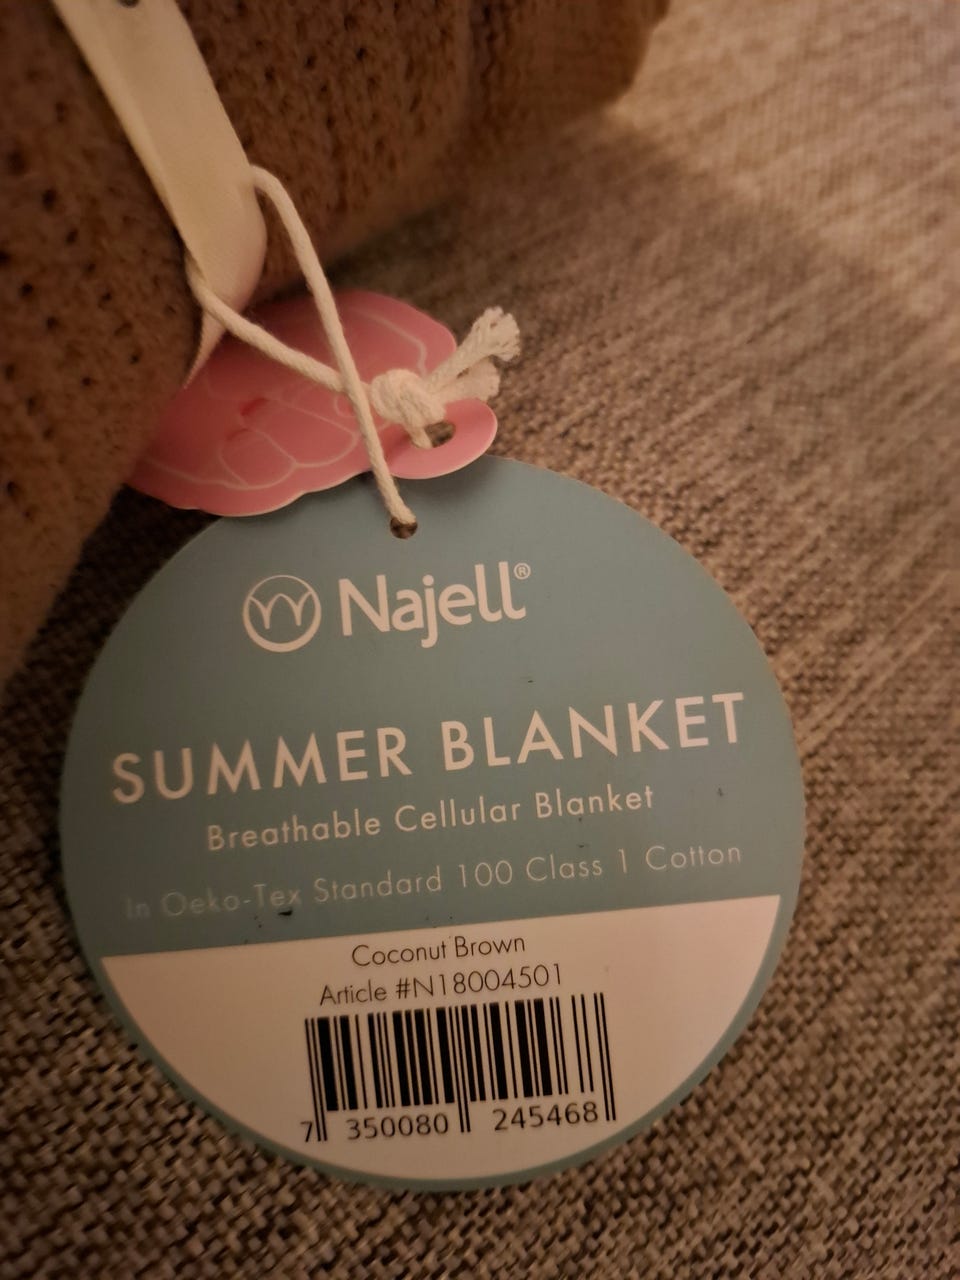 Najell®
SUMMER BLANKET
Breathable Cellular Blanket
In Oeko-Tex Standard 100 Class 1 Cotton
Coconut Brown
Article #N18004501
7 350080 245468